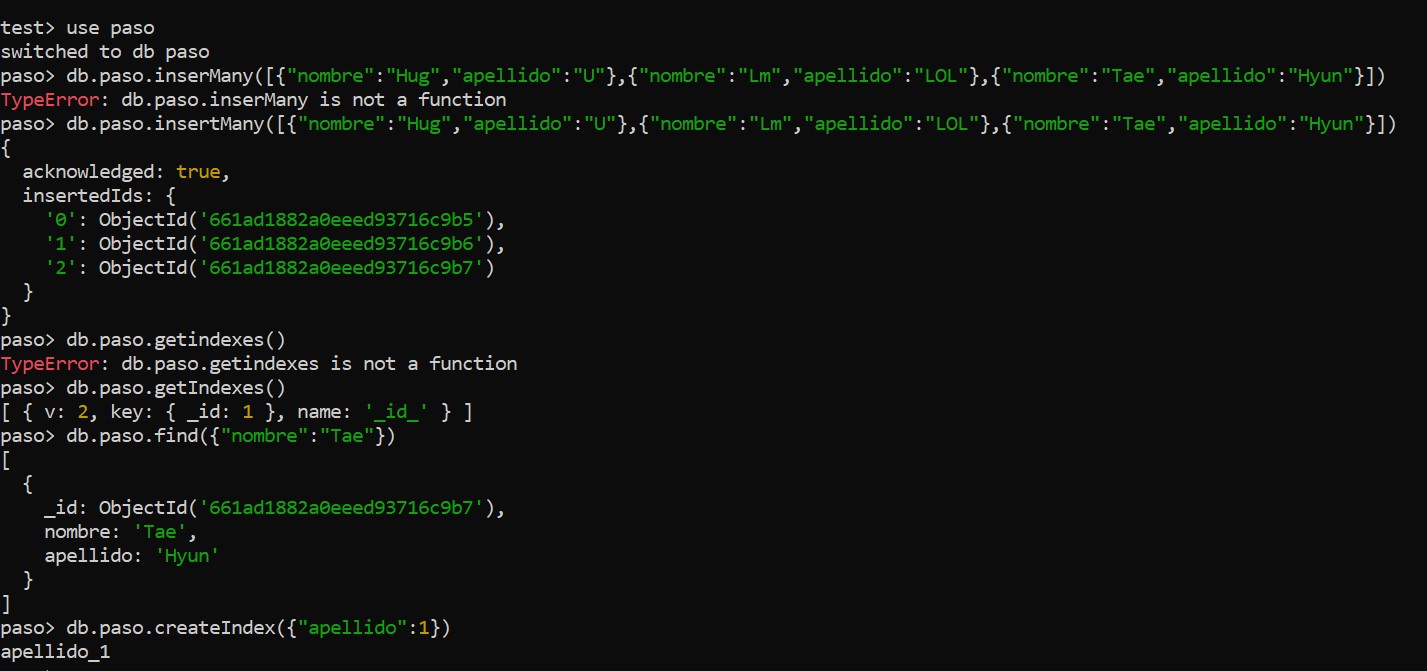 test> use paso
switched to db paso
paso> db.paso.inserMany([{"nombre":"Hug","apellido":"U"},{"nombre":"Lm","apellido":"LOL"},{"nombre":"Tae","apellido":"Hyun"}])
TypeError: db.paso.inserMany is not a function
paso> db.paso.insertMany([{"nombre":"Hug","apellido":"U"},{"nombre":"Lm","apellido":"LOL"},{"nombre":"Tae","apellido":"Hyun"}])
{
  acknowledged: true,
  insertedIds: {
    '0': ObjectId('661ad1882a0eeed93716c9b5'),
    '1': ObjectId('661ad1882a0eeed93716c9b6'),
    '2': ObjectId('661ad1882a0eeed93716c9b7')
  }
}
paso> db.paso.getindexes()
TypeError: db.paso.getindexes is not a function
paso> db.paso.getIndexes()
[ { v: 2, key: { _id: 1 }, name: '_id_' } ]
paso> db.paso.find({"nombre":"Tae"})
[
  {
    _id: ObjectId('661ad1882a0eeed93716c9b7'),
    nombre: 'Tae',
    apellido: 'Hyun'
  }
]
paso> db.paso.createIndex({"apellido":1})
apellido_1